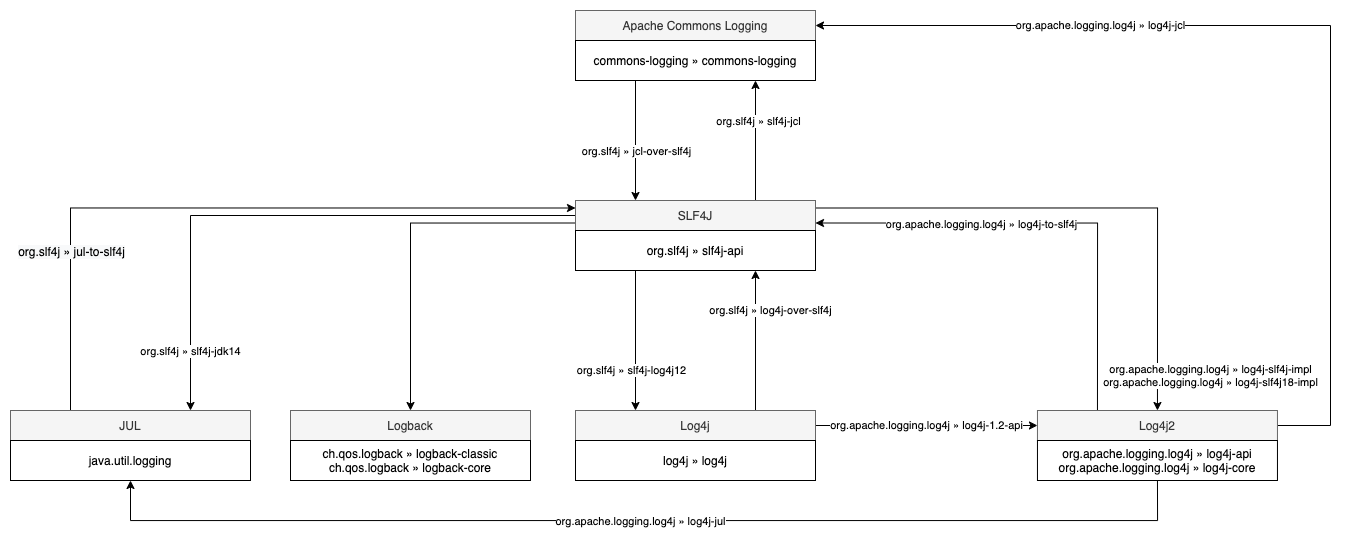 Apache Commons Logging
org.apache.logging.log4j » log4j-jcl
commons-logging » commons-logging
org.slf4j » slf4j-jcl
org.slf4j » jcl-over-slf4j
SLF4J
org.apache.logging.log4j » log4j-to-slf4j
org.slf4j » jul-to-slf4j
org.slf4j » slf4j-api
org.slf4j » log4j-over-slf4j
org.slf4j » slf4j-jdk14
org.slf4j » slf4j-log4j12
org.apache.logging.log4j » log4j-slf4j-impl
org.apache.logging.log4j » log4j-slf4j18-impl
JUL
Logback
Log4j
org.apache.logging.log4j » log4j-1.2-api
Log4j2
java.util.logging
ch.qos.logback » logback-classic
ch.qos.logback » logback-core
log4j » log4j
org.apache.logging.log4j » log4j-api
org.apache.logging.log4j » log4j-core
org.apache.logging.log4j » log4j-jul